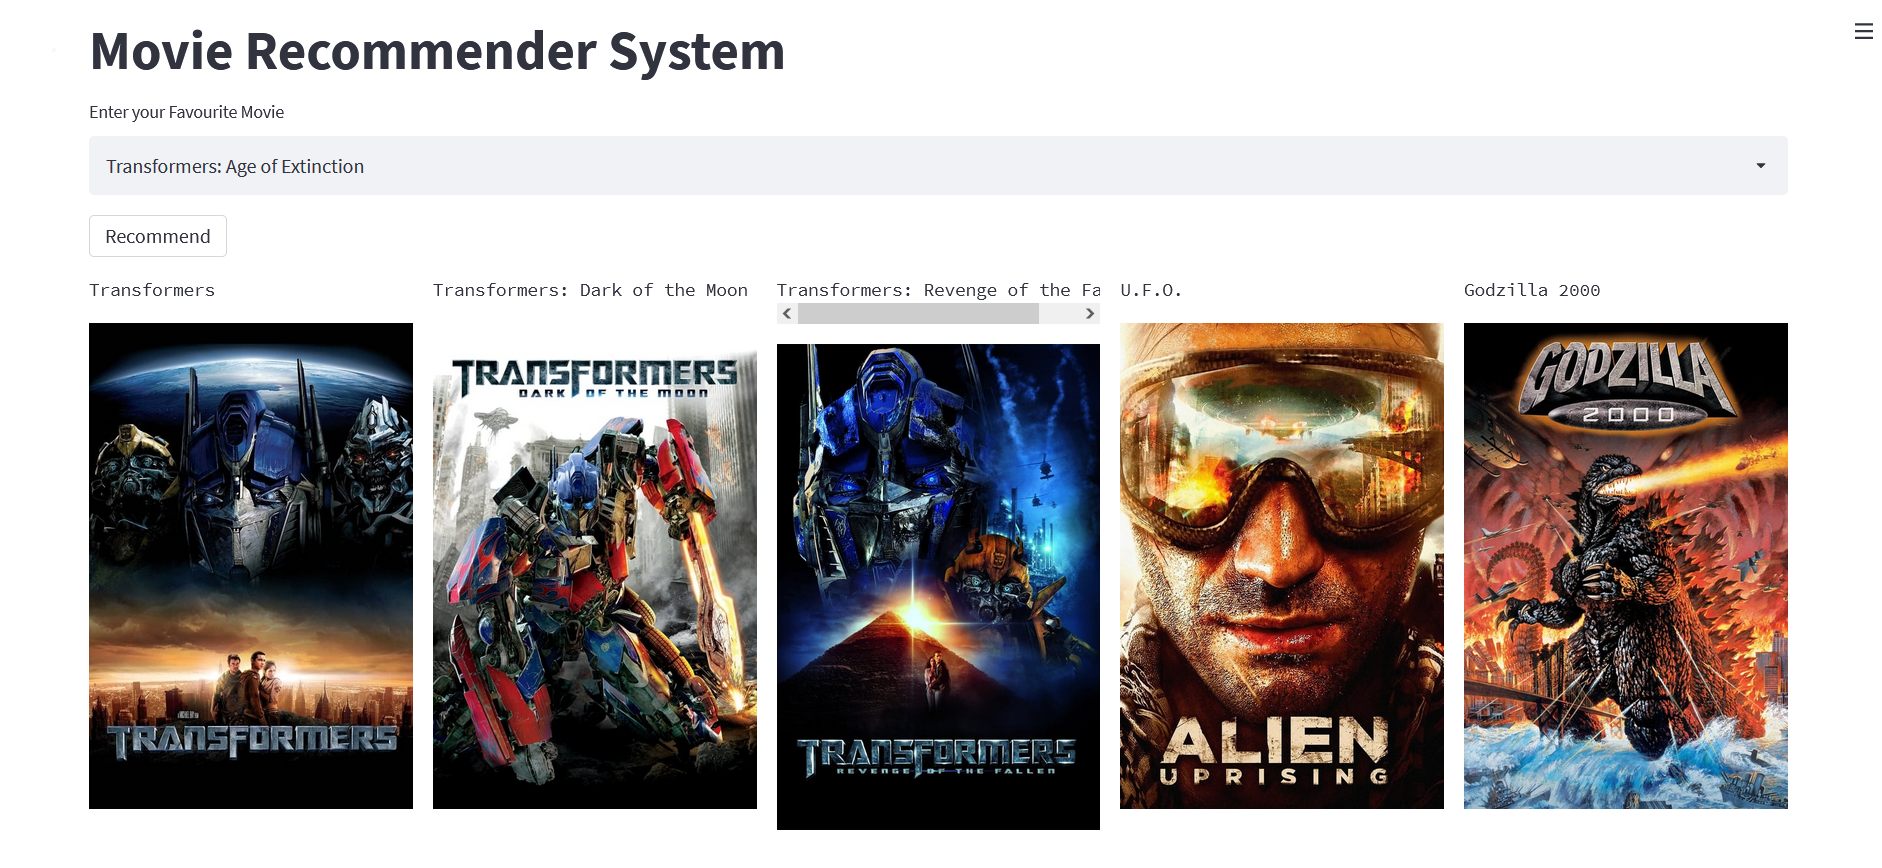 Movie Recommender System
Enter your Favourite Movie
Transformers: Age of Extinction
Recommend
Transformers
Transformers: Dark of the Moon
Transformers: Revenge of the Fa
U.F.O.
Godzilla 2000
TRANSFORMERS
TRANSFORMERS
DARK OF THE MOON
TRANSFORMERS
REVENGE OF THE FALLEN
ALIEN
UPRISING
GODZILLA
2000